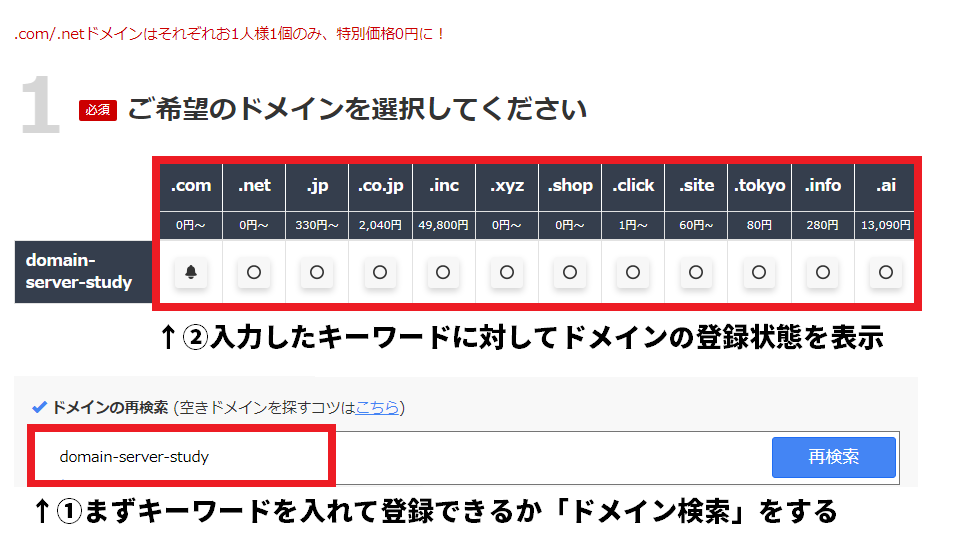 .com/.netドメインはそれぞれお1人様1個のみ、特別価格0円に！
1 必須 ご希望のドメインを選択してください
.com .net .jp .co.jp .inc .xyz .shop .click .site .tokyo .info .ai
0円～ 0円～ 330円～ 2,040円 49,800円 0円～ 0円～ 1円～ 60円～ 80円 280円 13,090円
domain-
server-study
↑②入力したキーワードに対してドメインの登録状態を表示
ドメインの再検索 (空きドメインを探すコツはこちら)
domain-server-study 再検索
↑①まずキーワードを入れて登録できるか「ドメイン検索」をする